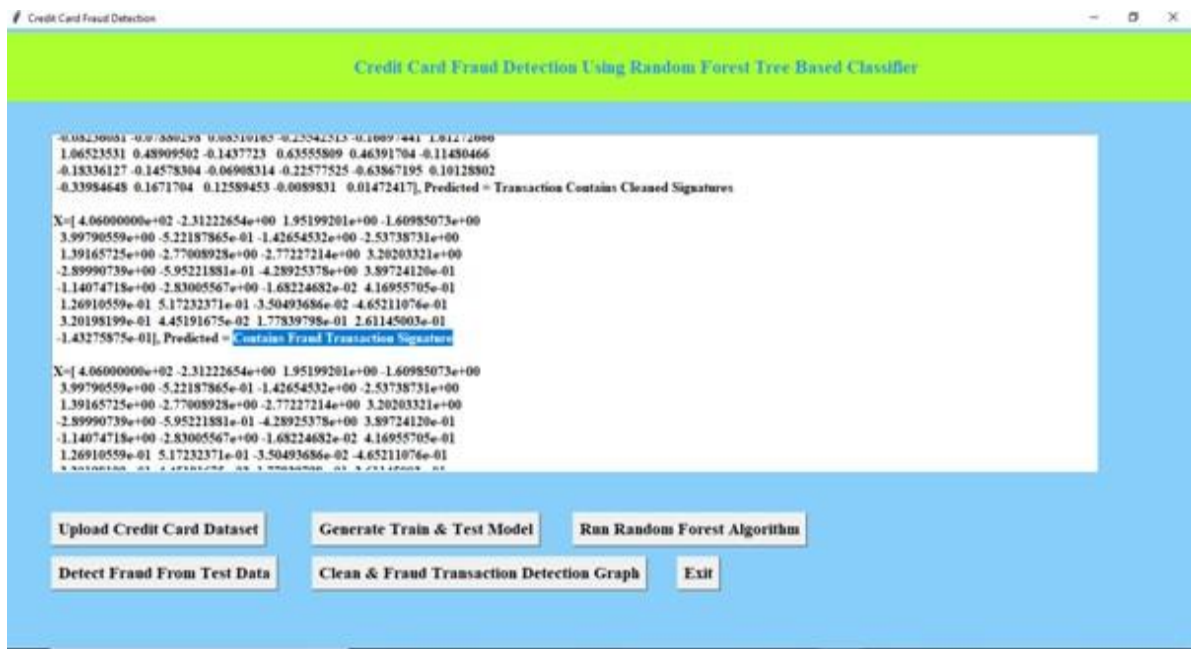 Credit Card Fraud Detection
Credit Card Fraud Detection Using Random Forest Tree Based Classifier
-0.08236081 -0.07880298 0.08510165 -0.25542513 -0.16697441 1.61272666
1.06523531 0.48909502 -0.1437723 0.63555809 0.46391704 -0.11480466
-0.18336127 -0.14578304 -0.06908314 -0.22577525 -0.63867195 0.10128802
-0.33984648 0.1671704 0.12589453 -0.0089831 0.01472417], Predicted = Transaction Contains Cleaned Signatures
X=[ 4.06000000e+02 -2.31222654e+00 1.95199201e+00 -1.60985073e+00
3.99790559e+00 -5.22187865e-01 -1.42654532e+00 -2.53738731e+00
1.39165725e+00 -2.77008928e+00 -2.77227214e+00 3.20203321e+00
-2.89990739e+00 -5.95221881e-01 -4.28925378e+00 3.89724120e-01
-1.14074718e+00 -2.83005567e+00 -1.68224682e-02 4.16955705e-01
1.26910559e-01 5.17232371e-01 -3.50493686e-02 -4.65211076e-01
3.20198199e-01 4.45191675e-02 1.77839798e-01 2.61145003e-01
-1.43275875e-01], Predicted = Contains Fraud Transaction Signature
X=[ 4.06000000e+02 -2.31222654e+00 1.95199201e+00 -1.60985073e+00
3.99790559e+00 -5.22187865e-01 -1.42654532e+00 -2.53738731e+00
1.39165725e+00 -2.77008928e+00 -2.77227214e+00 3.20203321e+00
-2.89990739e+00 -5.95221881e-01 -4.28925378e+00 3.89724120e-01
-1.14074718e+00 -2.83005567e+00 -1.68224682e-02 4.16955705e-01
1.26910559e-01 5.17232371e-01 -3.50493686e-02 -4.65211076e-01
Upload Credit Card Dataset
Generate Train & Test Model
Run Random Forest Algorithm
Detect Fraud From Test Data
Clean & Fraud Transaction Detection Graph
Exit